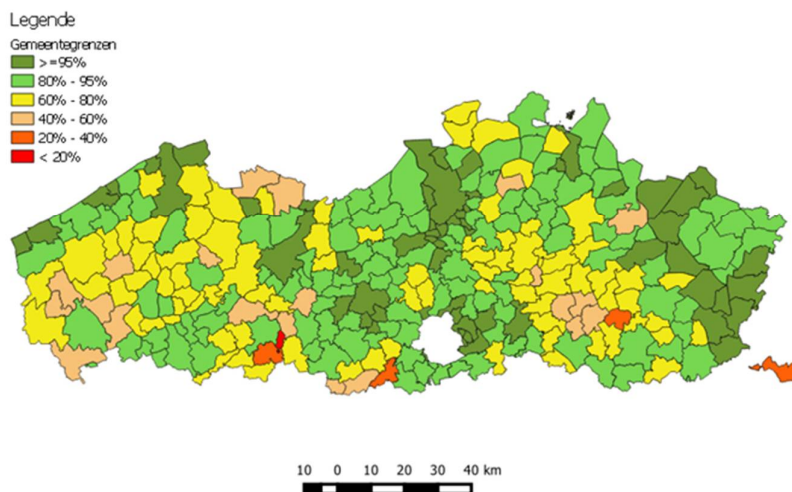 Legende
Gemeentegrenzen
>=95%
80% - 95%
60% - 80%
40% - 60%
20% - 40%
< 20%
10 0 10 20 30 40 km